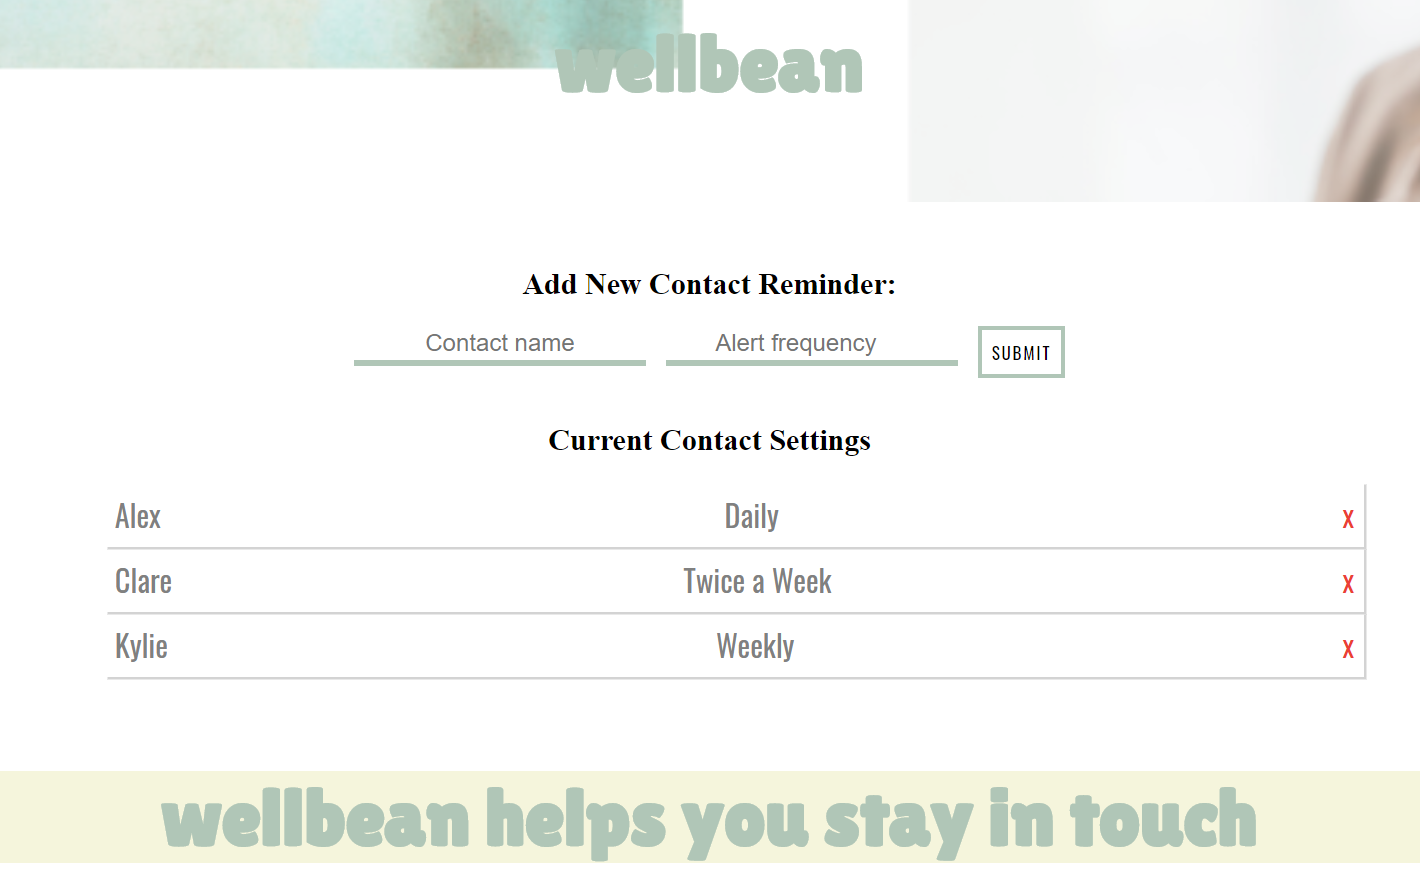 wellbean
Add New Contact Reminder:
Contact name Alert frequency SUBMIT
Current Contact Settings
Alex Daily X
Clare Twice a Week X
Kylie Weekly X
wellbean helps you stay in touch